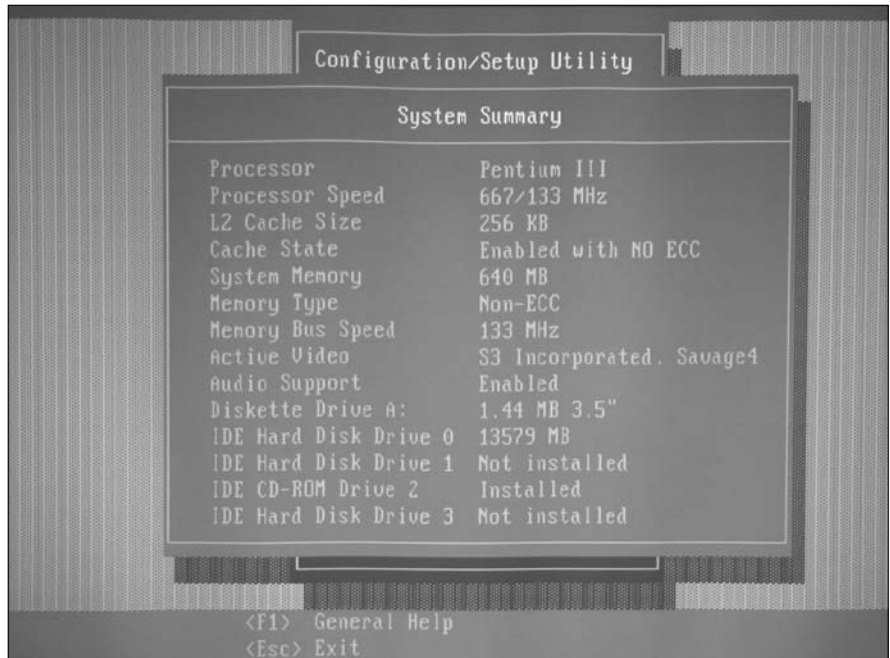 Configuration/Setup Utility
System Summary
Processor Pentium III
Processor Speed 667/133 MHz
L2 Cache Size 256 KB
Cache State Enabled with NO ECC
System Memory 640 MB
Memory Type Non-ECC
Memory Bus Speed 133 MHz
Active Video S3 Incorporated. Savage4
Audio Support Enabled
Diskette Drive A: 1.44 MB 3.5"
IDE Hard Disk Drive 0 13579 MB
IDE Hard Disk Drive 1 Not installed
IDE CD-ROM Drive 2 Installed
IDE Hard Disk Drive 3 Not installed
<F1> General Help
<Esc> Exit